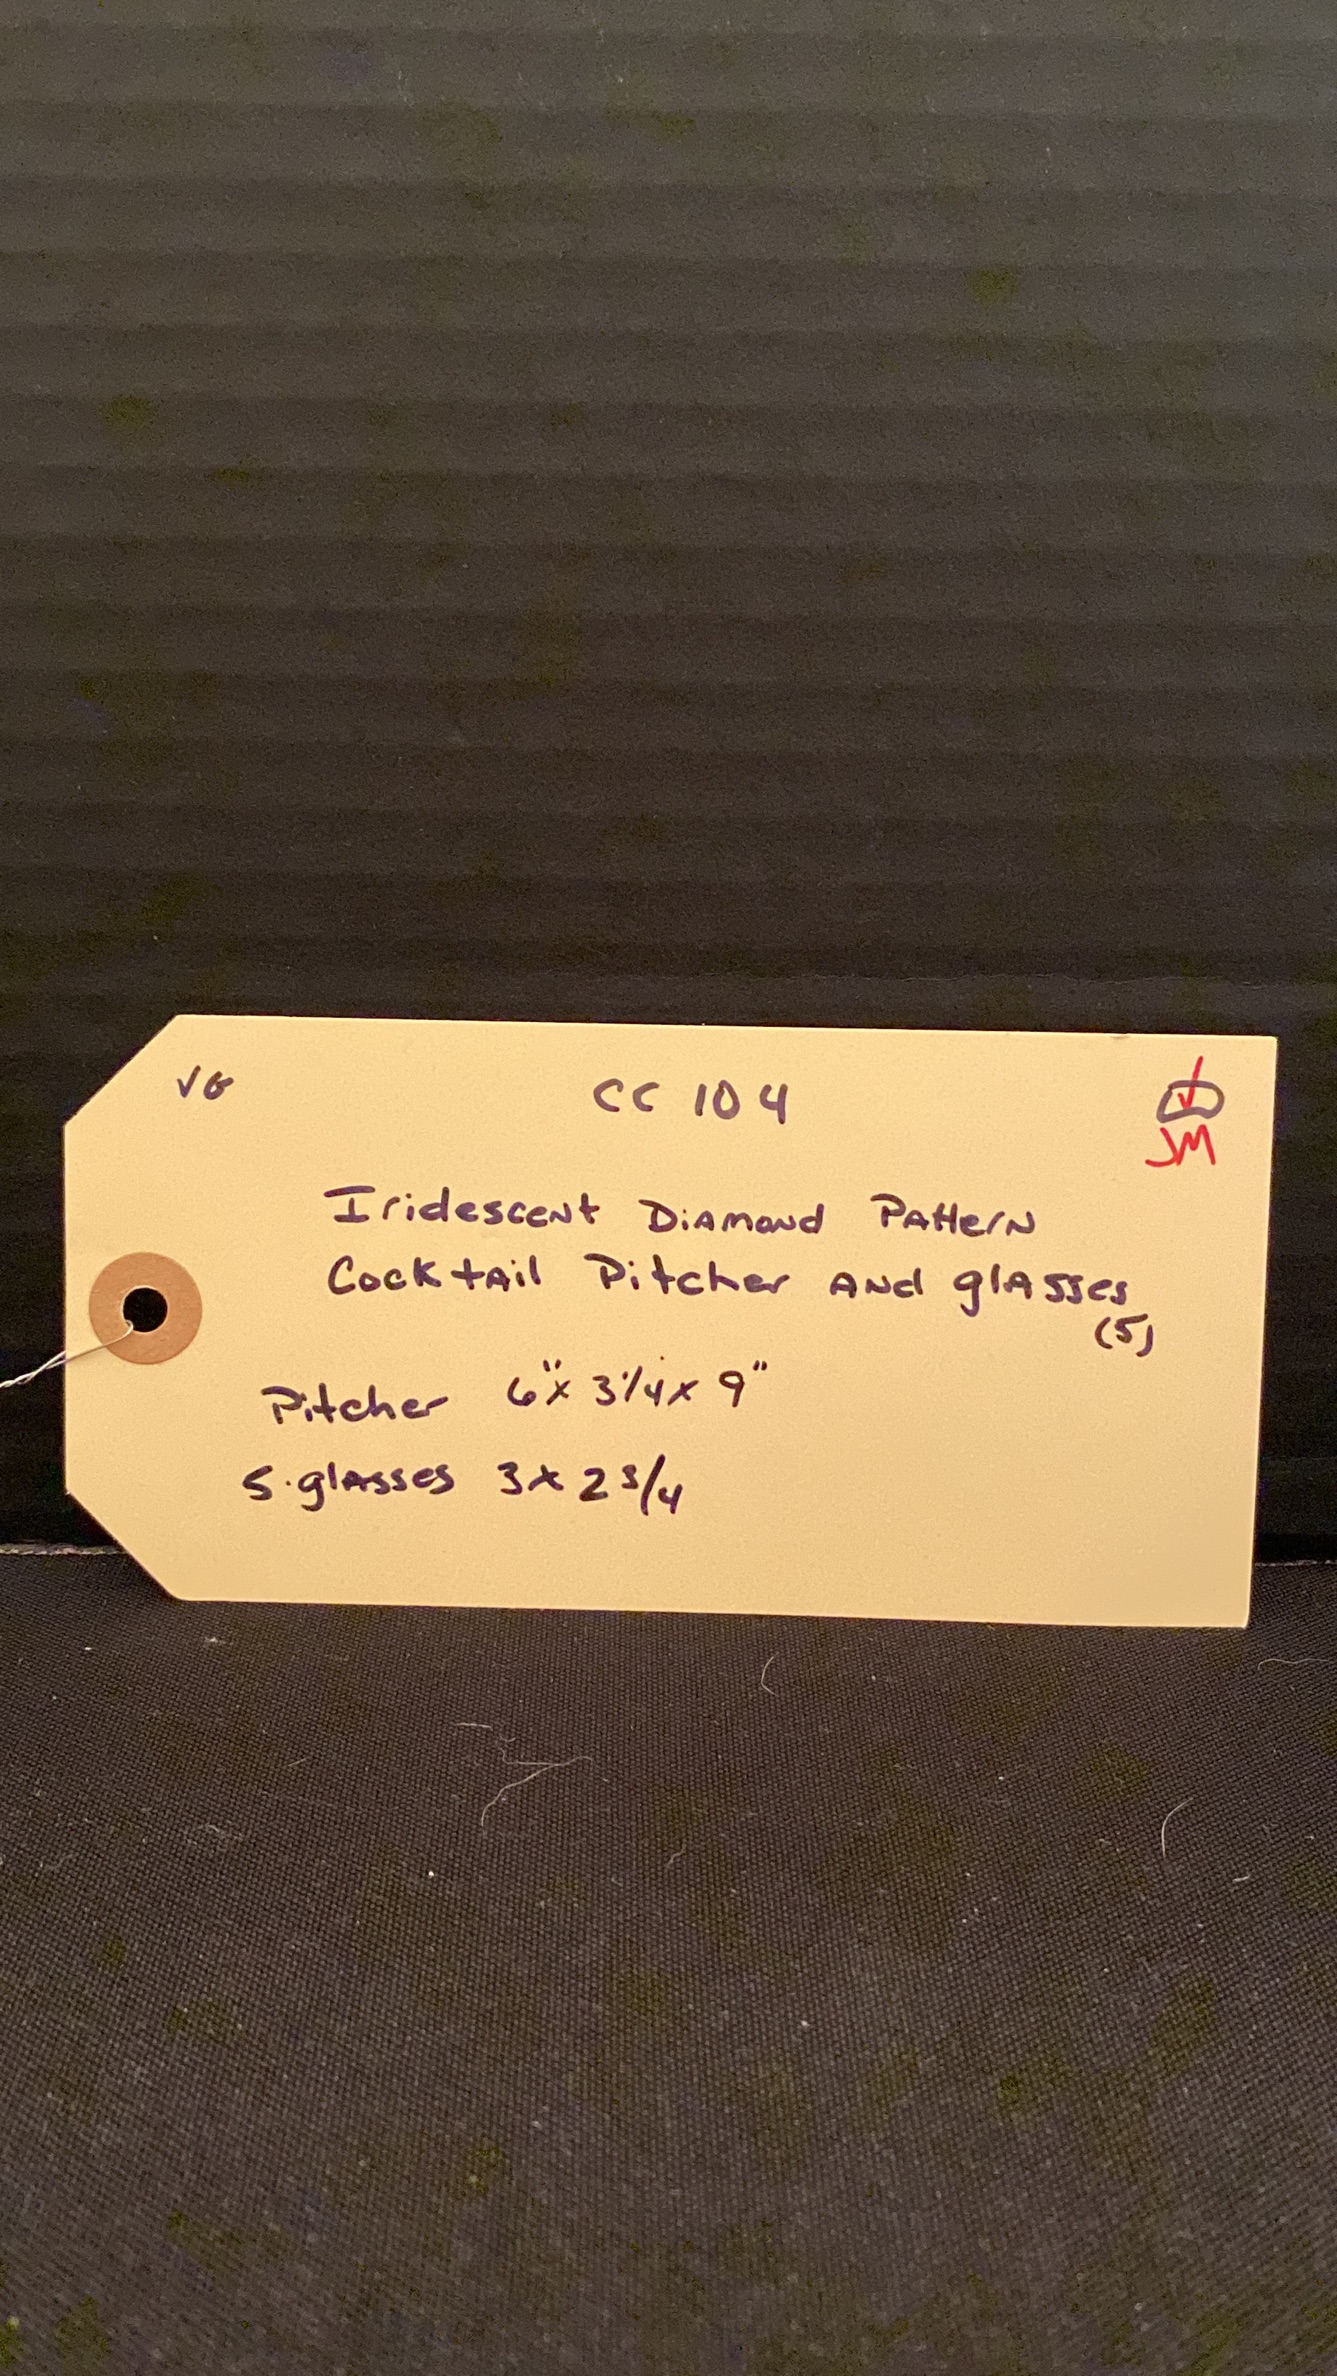 VG CC 104
JM
Iridescent Diamond Pattern
Cocktail Pitcher and glasses
(5)
Pitcher 6"x 3 1/4 x 9"
5. glasses 3 x 2 3/4